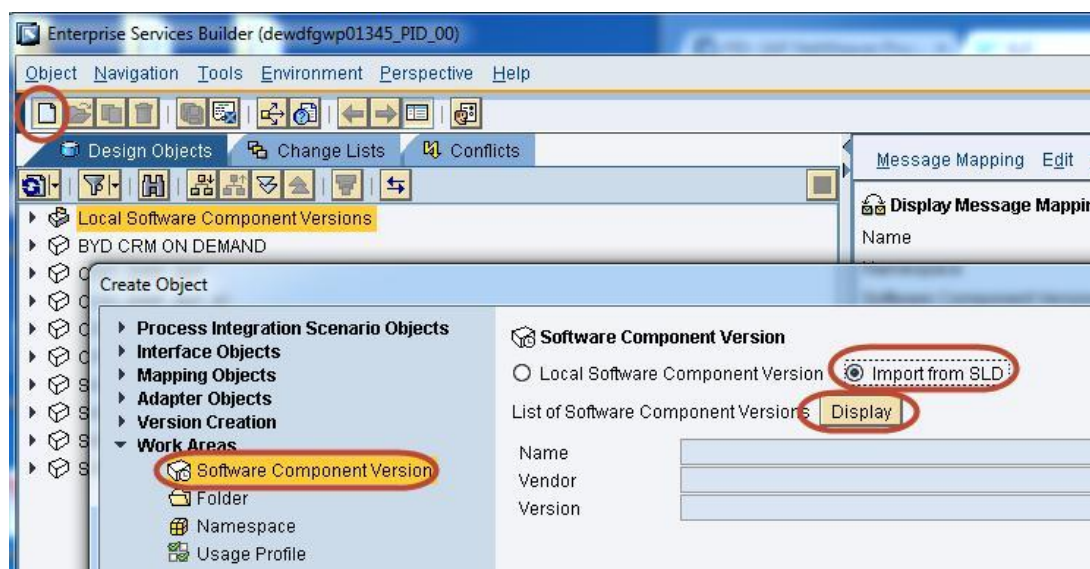 Enterprise Services Builder (dewdfgwp01345_PID_00)
Object Navigation Tools Environment Perspective Help
Design Objects Change Lists Conflicts
Message Mapping Edit
Local Software Component Versions
Display Message Mappin
BYD CRM ON DEMAND
Name
Create Object
Process Integration Scenario Objects
Interface Objects
Mapping Objects
Adapter Objects
Version Creation
Work Areas
Software Component Version
Folder
Namespace
Usage Profile
Software Component Version
Local Software Component Version Import from SLD
List of Software Component Versions Display
Name
Vendor
Version